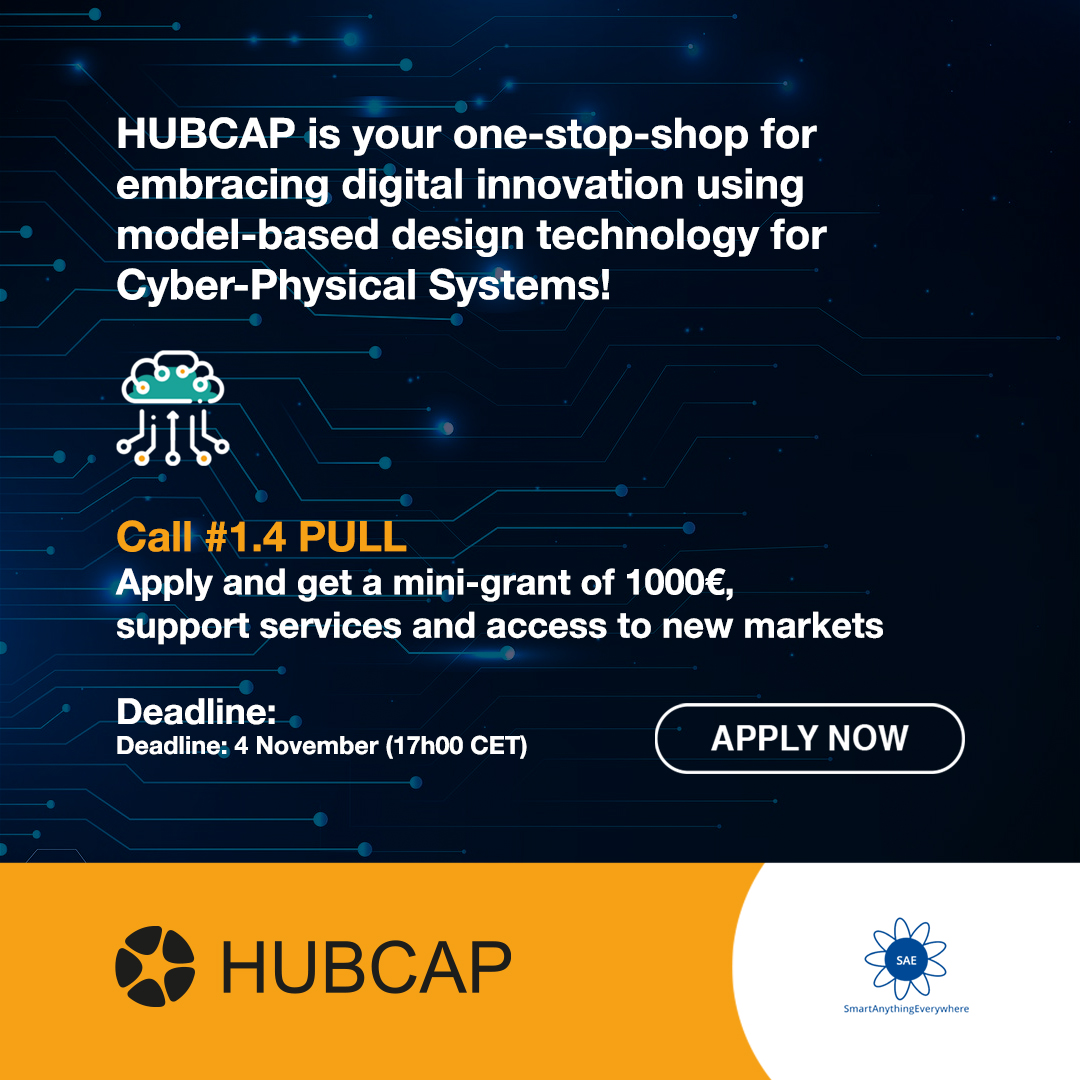 HUBCAP is your one-stop-shop for
embracing digital innovation using
model-based design technology for
Cyber-Physical Systems!
Call #1.4 PULL
Apply and get a mini-grant of 1000€,
support services and access to new markets
Deadline:
Deadline: 4 November (17h00 CET)
APPLY NOW
HUBCAP
SAE
SmartAnythingEverywhere